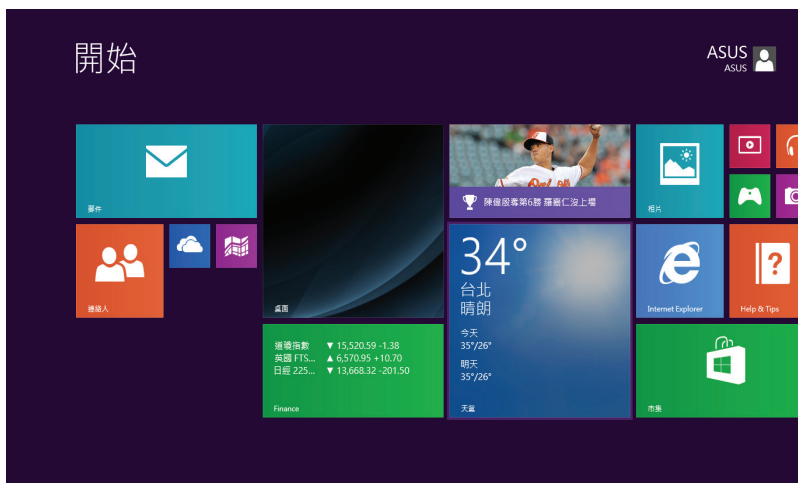 開始
ASUS
ASUS
郵件
陳偉殷奪第6勝 羅嘉仁沒上場
相片
34°
台北
晴朗
今天
35°/26°
明天
35°/26°
天氣
連絡人
桌面
Internet Explorer
Help & Tips
道瓊指數 ▼ 15,520.59 -1.38
英國 FTS... ▲ 6,570.95 +10.70
日經 225... ▼ 13,668.32 -201.50
Finance
市集